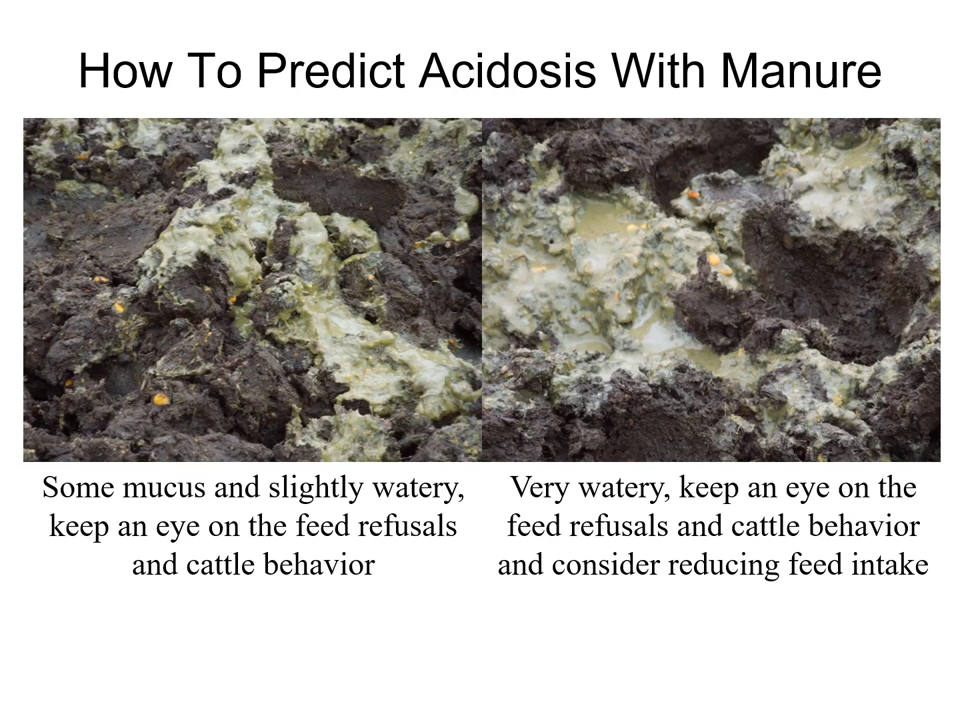 How To Predict Acidosis With Manure
Some mucus and slightly watery,
keep an eye on the feed refusals
and cattle behavior
Very watery, keep an eye on the
feed refusals and cattle behavior
and consider reducing feed intake